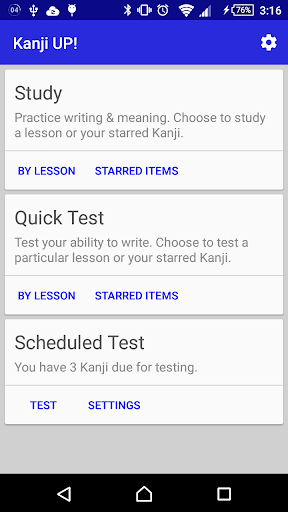 04 76% 3:16
Kanji UP!
Study
Practice writing & meaning. Choose to study
a lesson or your starred Kanji.
BY LESSON STARRED ITEMS
Quick Test
Test your ability to write. Choose to test a
particular lesson or your starred Kanji.
BY LESSON STARRED ITEMS
Scheduled Test
You have 3 Kanji due for testing.
TEST SETTINGS